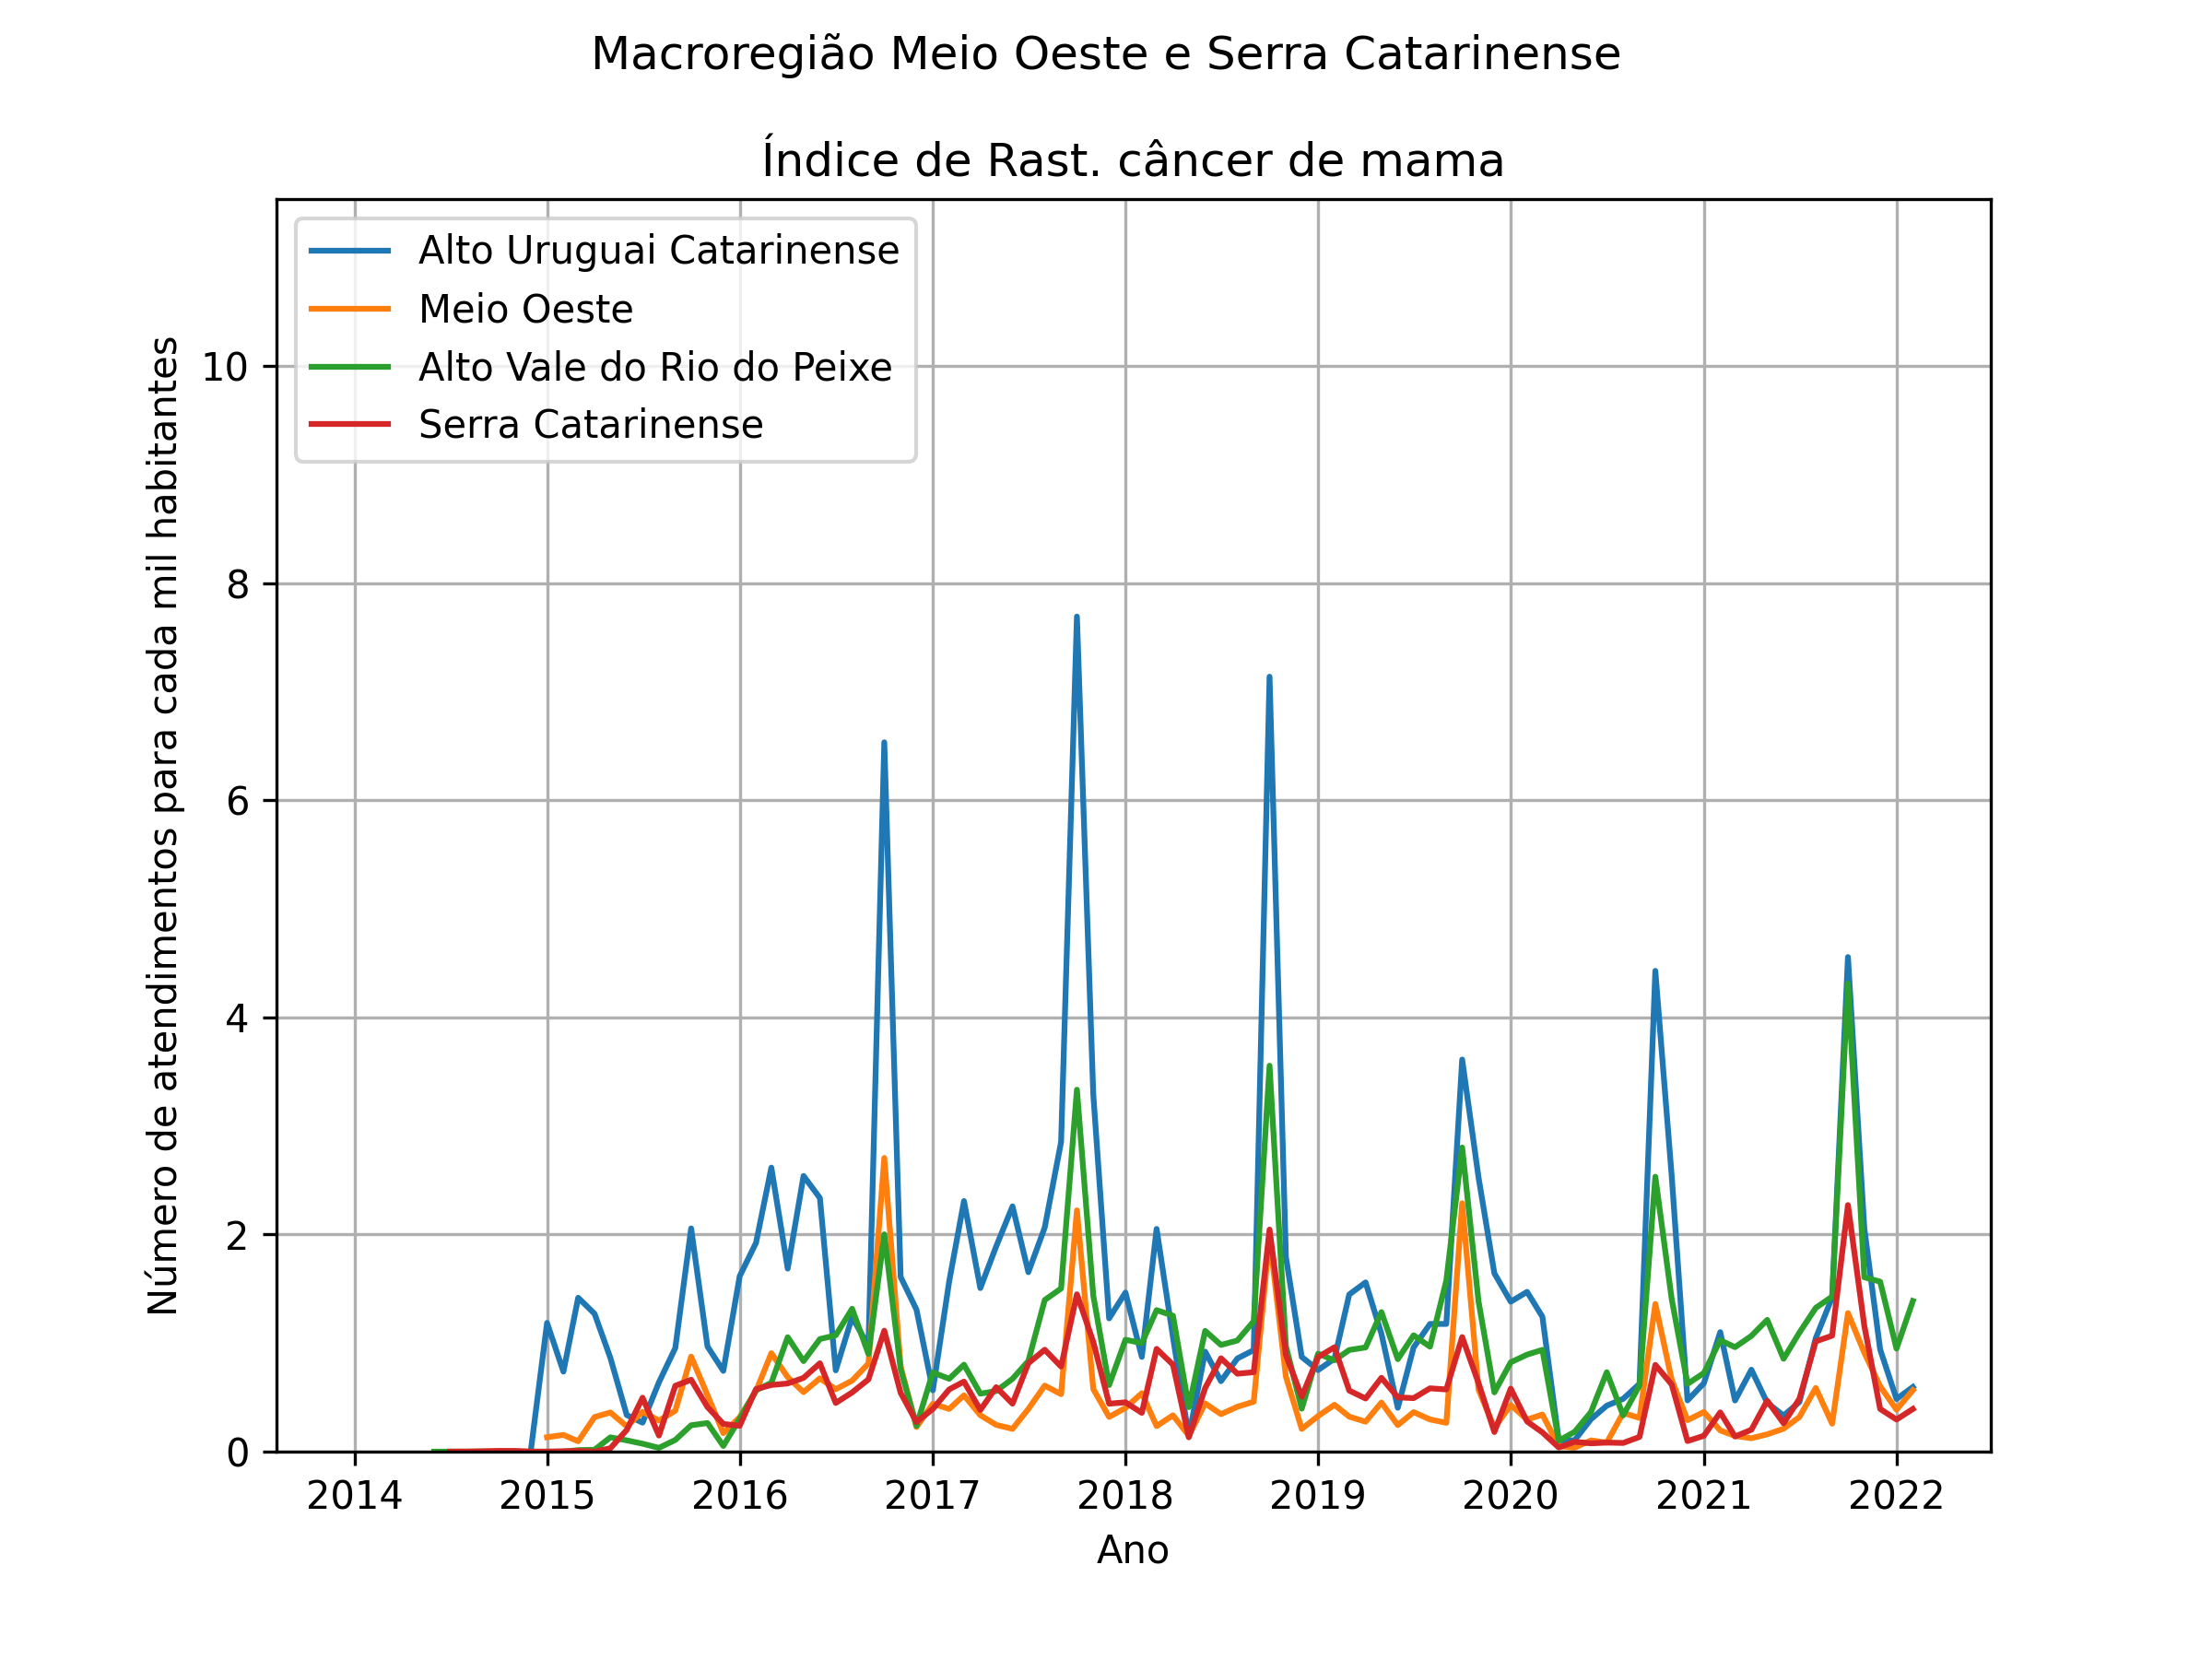 Macroregião Meio Oeste e Serra Catarinense
Índice de Rast. câncer de mama
Alto Uruguai Catarinense
Meio Oeste
Alto Vale do Rio do Peixe
Serra Catarinense
Número de atendimentos para cada mil habitantes
10
8
6
4
2
0
2014 2015 2016 2017 2018 2019 2020 2021 2022
Ano